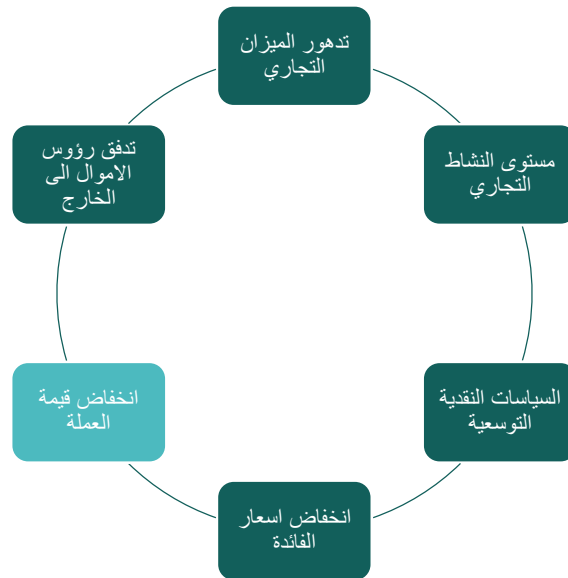 تدهور الميزان
التجاري
مستوى النشاط
التجاري
السياسات النقدية
التوسعية
انخفاض اسعار
الفائدة
انخفاض قيمة
العملة
تدفق رؤوس
الاموال الى
الخارج